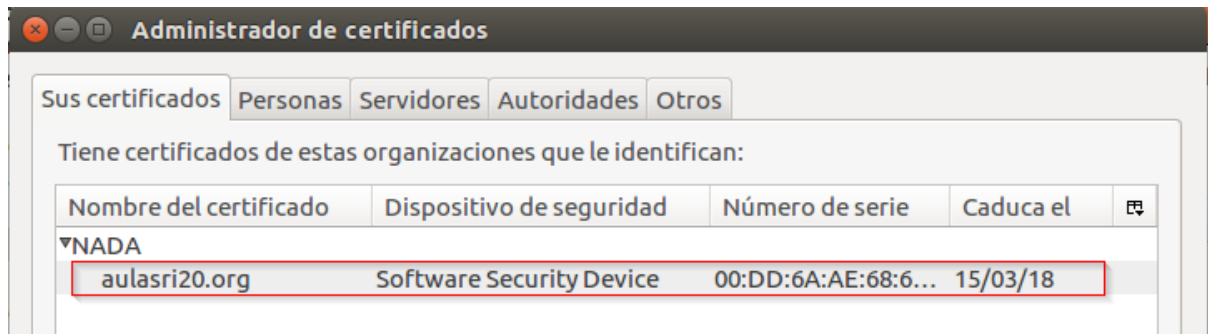 Administrador de certificados
Sus certificados Personas Servidores Autoridades Otros
Tiene certificados de estas organizaciones que le identifican:
Nombre del certificado Dispositivo de seguridad Número de serie Caduca el
NADA
aulasri20.org Software Security Device 00:DD:6A:AE:68:6... 15/03/18